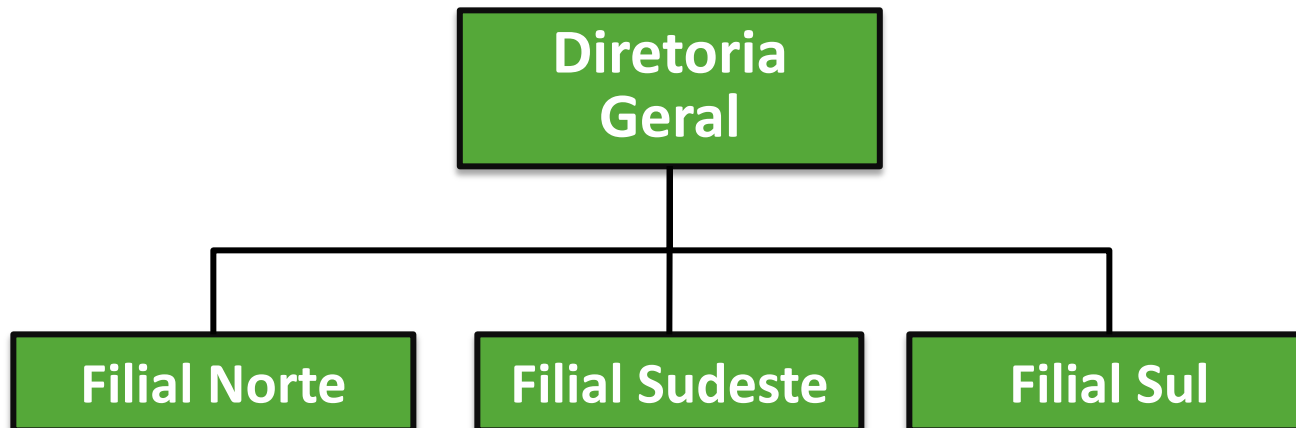 Diretoria
Geral
Filial Norte
Filial Sudeste
Filial Sul